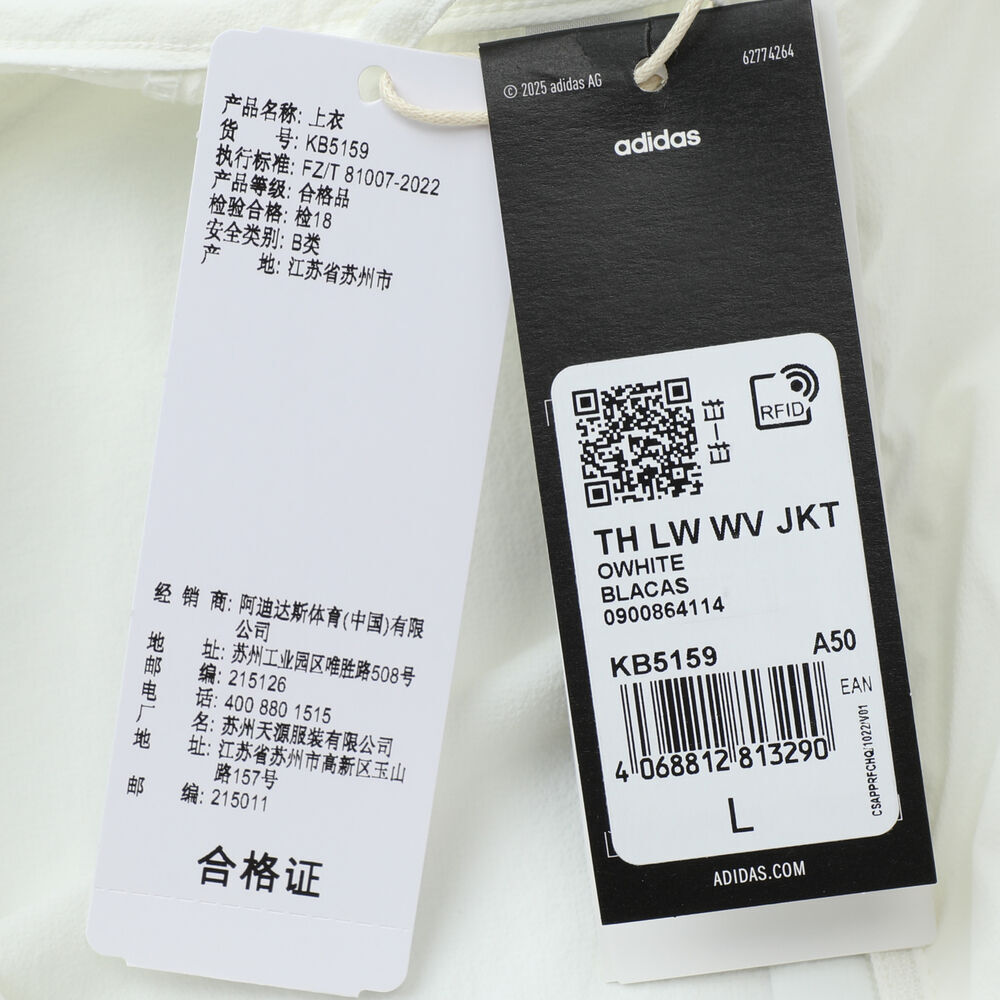 产品名称: 上衣
货 号: KB5159
执行标准: FZ/T 81007-2022
产品等级: 合格品
检验合格: 检18
安全类别: B类
产 地: 江苏省苏州市
经 销 商: 阿迪达斯体育(中国)有限
公司
地 址: 苏州工业园区唯胜路508号
邮 编: 215126
电 话: 400 880 1515
厂 名: 苏州天源服装有限公司
地 址: 江苏省苏州市高新区玉山
路157号
邮 编: 215011
合格证
© 2025 adidas AG
62774264
adidas
扫一扫
RFID
TH LW WV JKT
OWHITE
BLACAS
0900864114
KB5159
A50
EAN
4 068812 813290
CSAPPRFCHQ/1022/V01
L
ADIDAS.COM